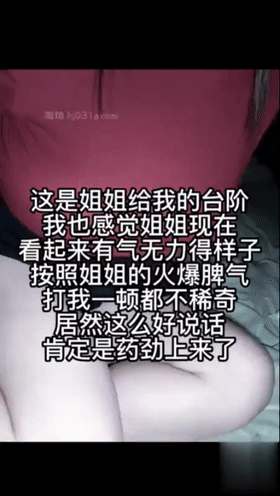 这是姐姐给我的台阶
我也感觉姐姐现在
看起来有气无力得样子
按照姐姐的火爆脾气
打我一顿都不稀奇
居然这么好说话
肯定是药劲上来了